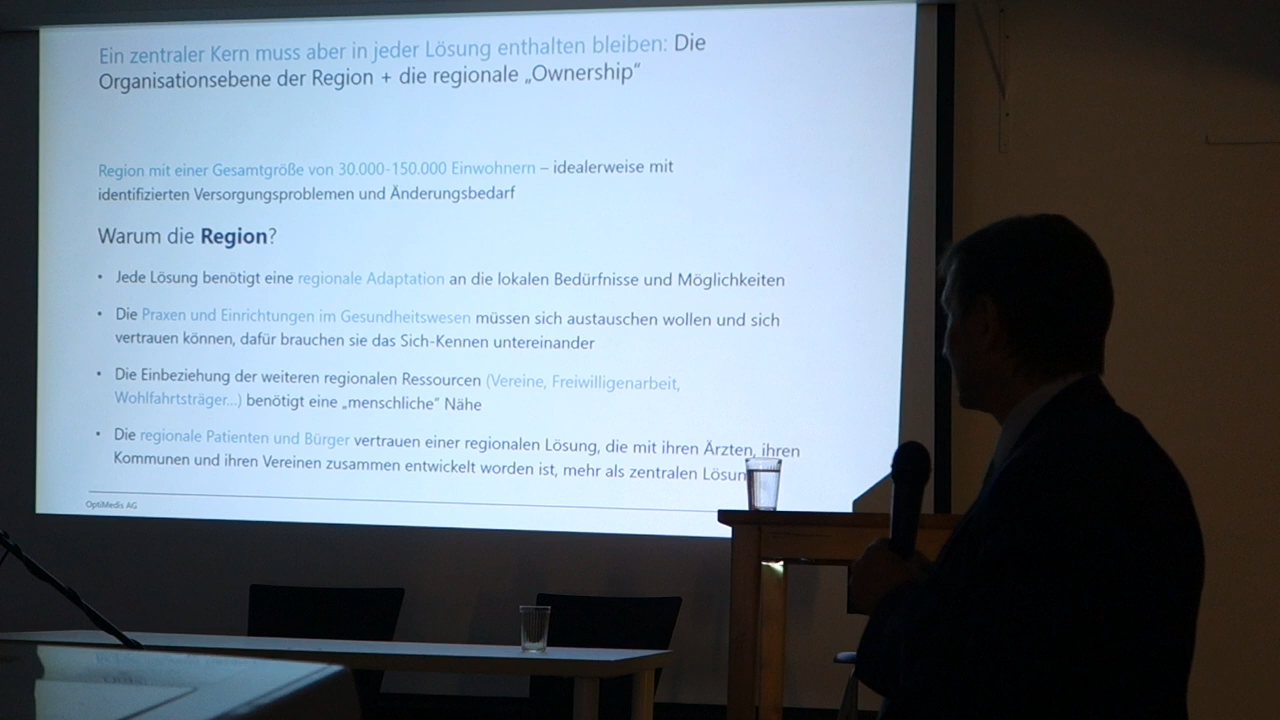 Ein zentraler Kern muss aber in jeder Lösung enthalten bleiben: Die
Organisationsebene der Region + die regionale „Ownership“
Region mit einer Gesamtgröße von 30.000-150.000 Einwohnern – idealerweise mit
identifizierten Versorgungsproblemen und Änderungsbedarf
Warum die Region?
• Jede Lösung benötigt eine regionale Adaptation an die lokalen Bedürfnisse und Möglichkeiten
• Die Praxen und Einrichtungen im Gesundheitswesen müssen sich austauschen wollen und sich
vertrauen können, dafür brauchen sie das Sich-Kennen untereinander
• Die Einbeziehung der weiteren regionalen Ressourcen (Vereine, Freiwilligenarbeit,
Wohlfahrtsträger...) benötigt eine „menschliche“ Nähe
• Die regionale Patienten und Bürger vertrauen einer regionalen Lösung, die mit ihren Ärzten, ihren
Kommunen und ihren Vereinen zusammen entwickelt worden ist, mehr als zentralen
OptiMedis AG